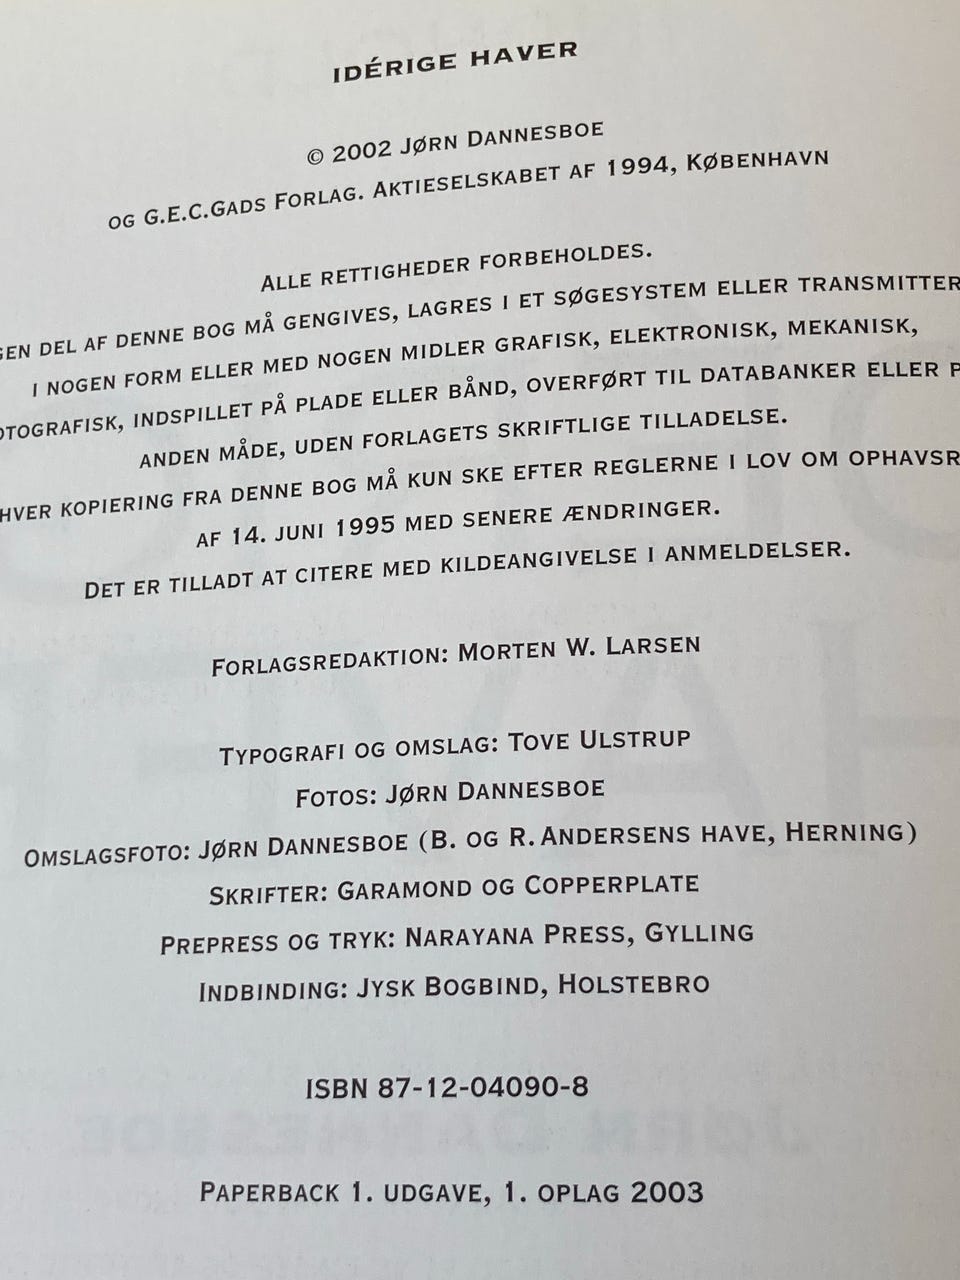 IDÉRIGE HAVER
© 2002 JØRN DANNESBOE
OG G.E.C.GADS FORLAG. AKTIESELSKABET AF 1994, KØBENHAVN
ALLE RETTIGHEDER FORBEHOLDES.
DEL AF DENNE BOG MÅ GENGIVES, LAGRES I ET SØGESYSTEM ELLER TRANSMITTER
I NOGEN FORM ELLER MED NOGEN MIDLER GRAFISK, ELEKTRONISK, MEKANISK,
OTOGRAFISK, INDSPILLET PÅ PLADE ELLER BÅND, OVERFØRT TIL DATABANKER ELLER P
ANDEN MÅDE, UDEN FORLAGETS SKRIFTLIGE TILLADELSE.
HVER KOPIERING FRA DENNE BOG MÅ KUN SKE EFTER REGLERNE I LOV OM OPHAVSR
AF 14. JUNI 1995 MED SENERE ÆNDRINGER.
DET ER TILLADT AT CITERE MED KILDEANGIVELSE I ANMELDELSER.
FORLAGSREDAKTION: MORTEN W. LARSEN
TYPOGRAFI OG OMSLAG: TOVE ULSTRUP
FOTOS: JØRN DANNESBOE
OMSLAGSFOTO: JØRN DANNESBOE (B. OG R. ANDERSENS HAVE, HERNING)
SKRIFTER: GARAMOND OG COPPERPLATE
PREPRESS OG TRYK: NARAYANA PRESS, GYLLING
INDBINDING: JYSK BOGBIND, HOLSTEBRO
ISBN 87-12-04090-8
PAPERBACK 1. UDGAVE, 1. OPLAG 2003